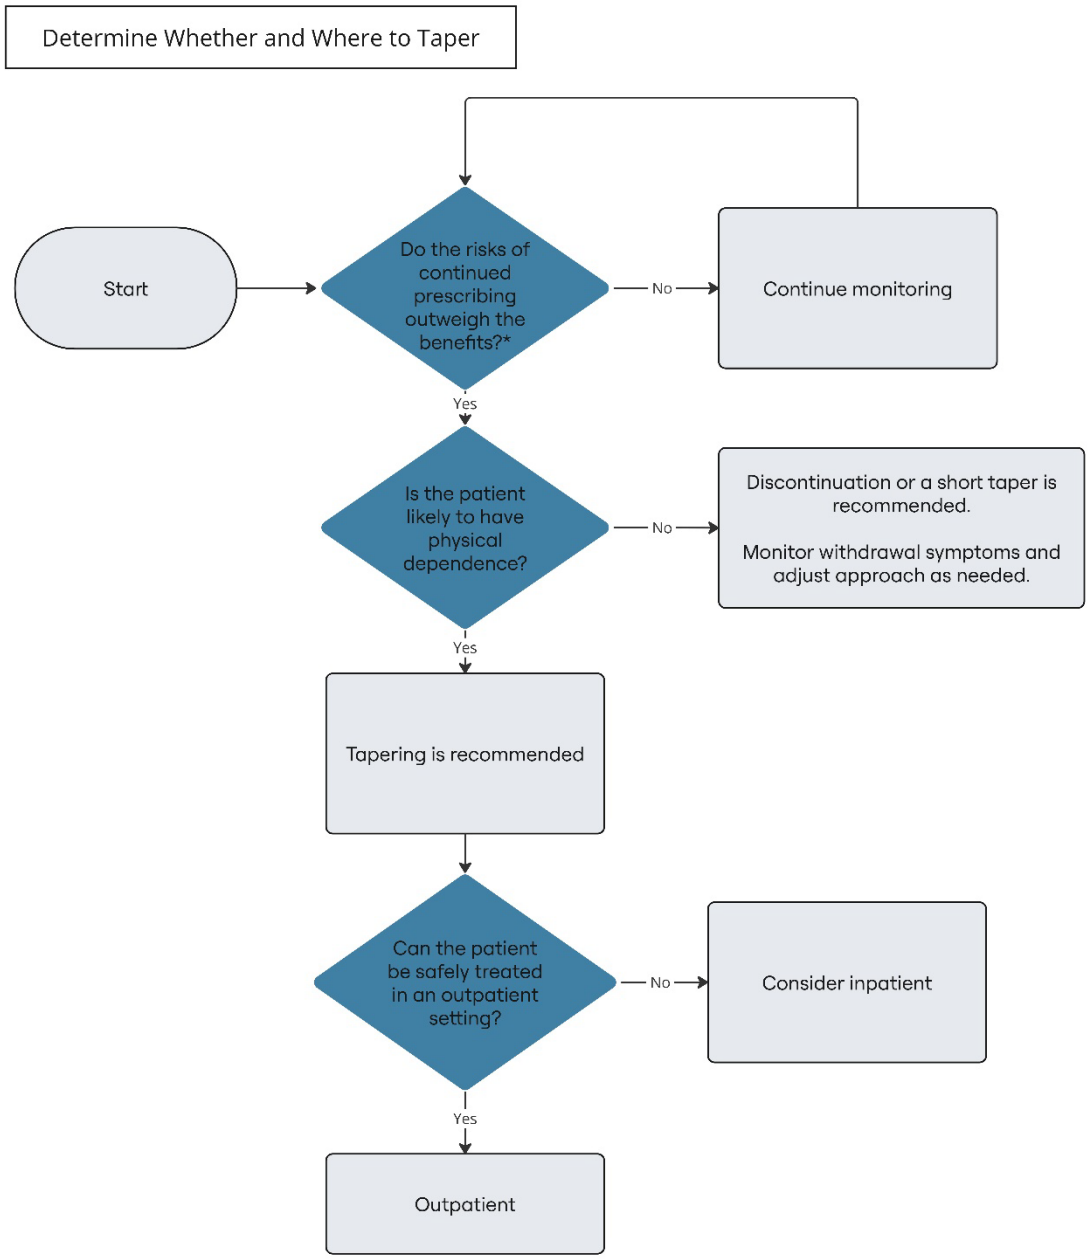 Determine Whether and Where to Taper
Start
Do the risks of
continued
prescribing
outweigh the
benefits?*
No
Continue monitoring
Yes
Is the patient
likely to have
physical
dependence?
No
Discontinuation or a short taper is
recommended.
Monitor withdrawal symptoms and
adjust approach as needed.
Yes
Tapering is recommended
Can the patient
be safely treated
in an outpatient
setting?
No
Consider inpatient
Yes
Outpatient